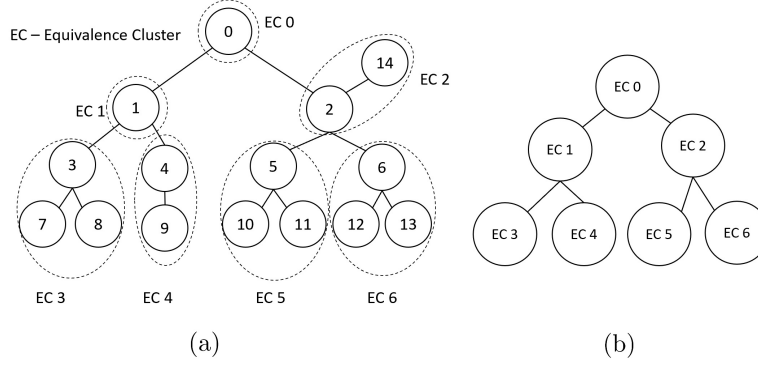 EC – Equivalence Cluster
0
EC 0
14
EC 2
EC 1
1
2
3
4
5
6
7
8
9
10
11
12
13
EC 3
EC 4
EC 5
EC 6
(a)
EC 0
EC 1
EC 2
EC 3
EC 4
EC 5
EC 6
(b)